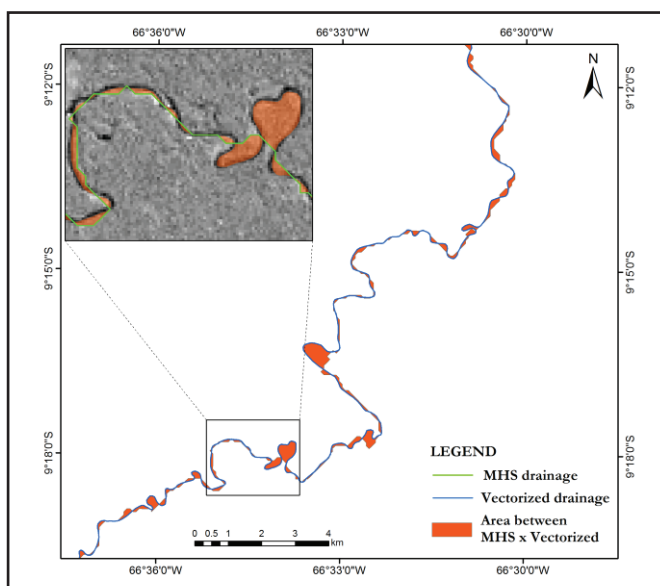 66°36'0"W 66°33'0"W 66°30'0"W
N
9°12'0"S
9°12'0"S
9°15'0"S
9°15'0"S
9°18'0"S
9°18'0"S
LEGEND
MHS drainage
Vectorized drainage
Area between
MHS x Vectorized
0 0.5 1 2 3 4
km
66°36'0"W 66°33'0"W 66°30'0"W